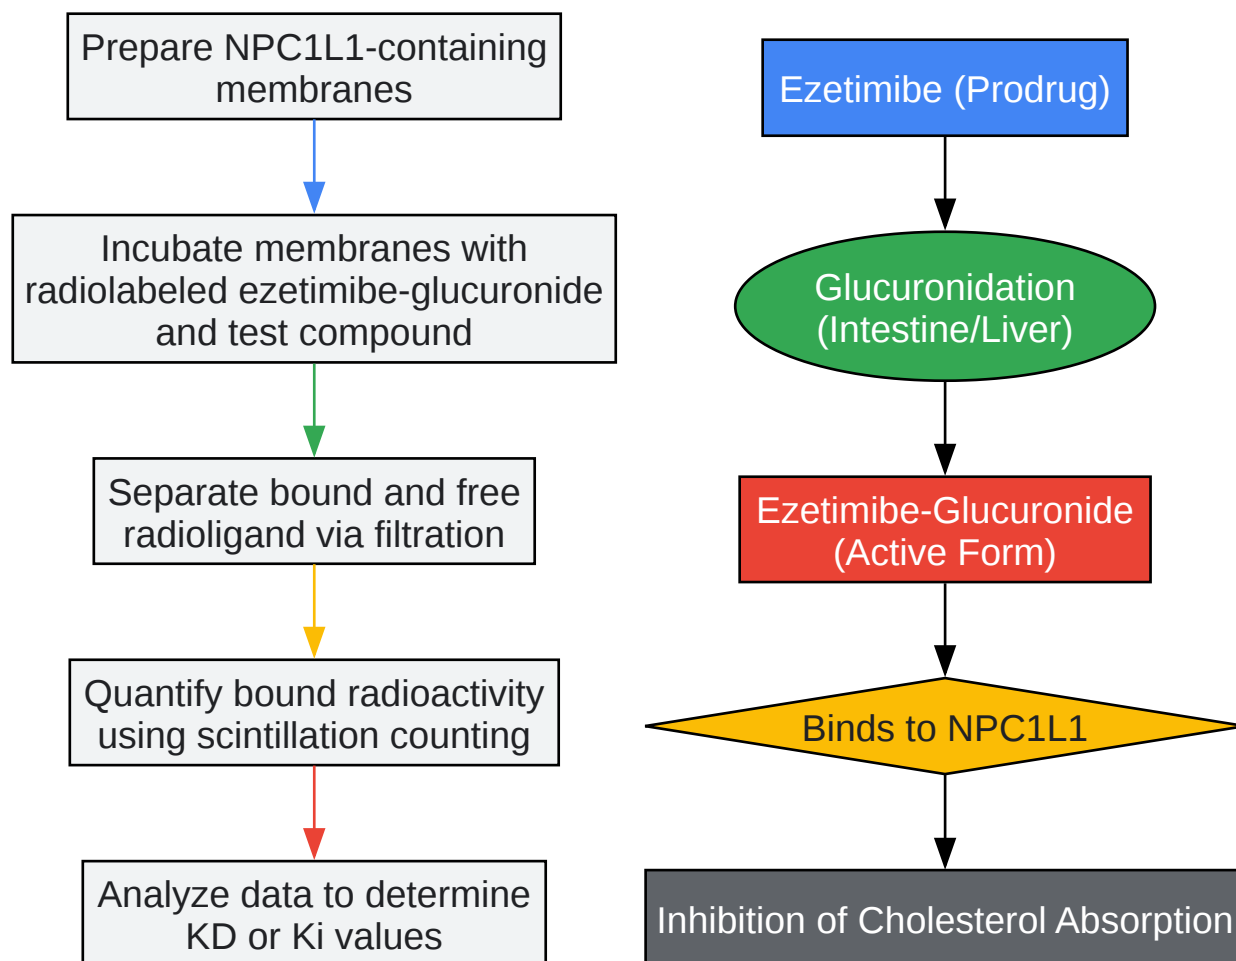 Prepare NPC1L1-containing
membranes
Incubate membranes with
radiolabeled ezetimibe-glucuronide
and test compound
Separate bound and free
radioligand via filtration
Quantify bound radioactivity
using scintillation counting
Analyze data to determine
KD or Ki values
Ezetimibe (Prodrug)
Glucuronidation
(Intestine/Liver)
Ezetimibe-Glucuronide
(Active Form)
Binds to NPC1L1
Inhibition of Cholesterol Absorption